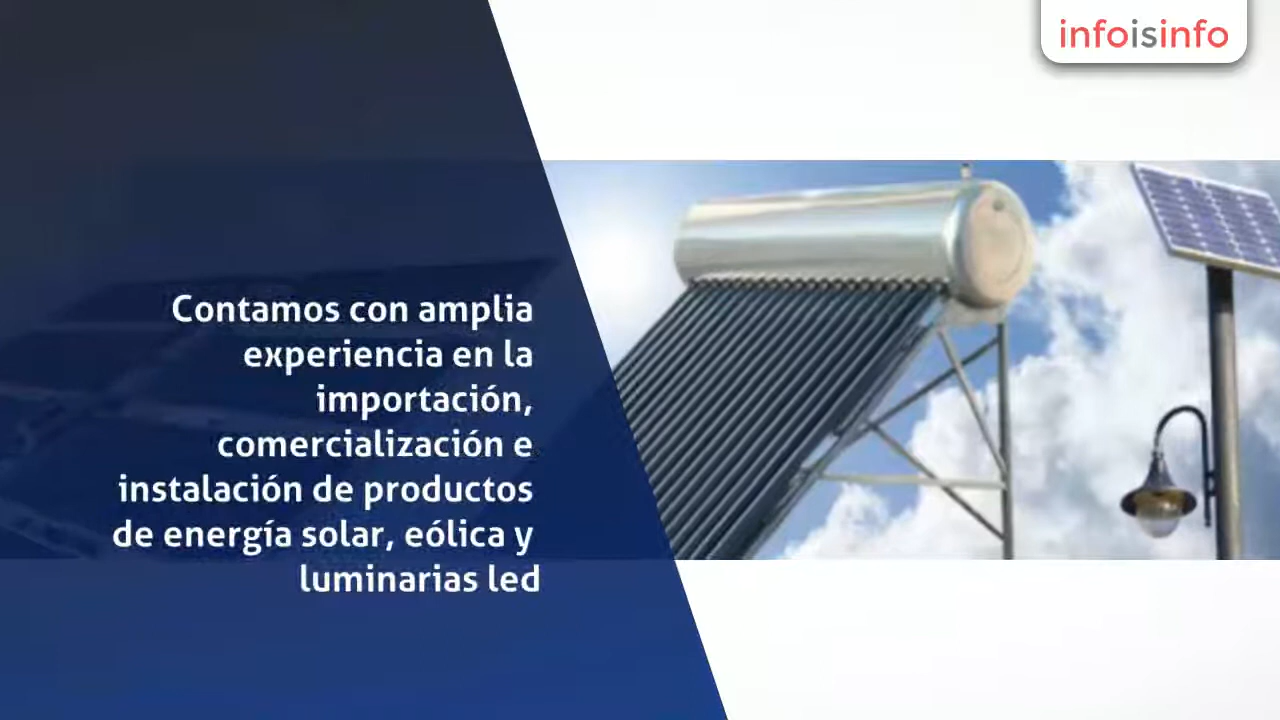 infoisinfo
Contamos con amplia
experiencia en la
importación,
comercialización e
instalación de productos
de energía solar, eólica y
luminarias led